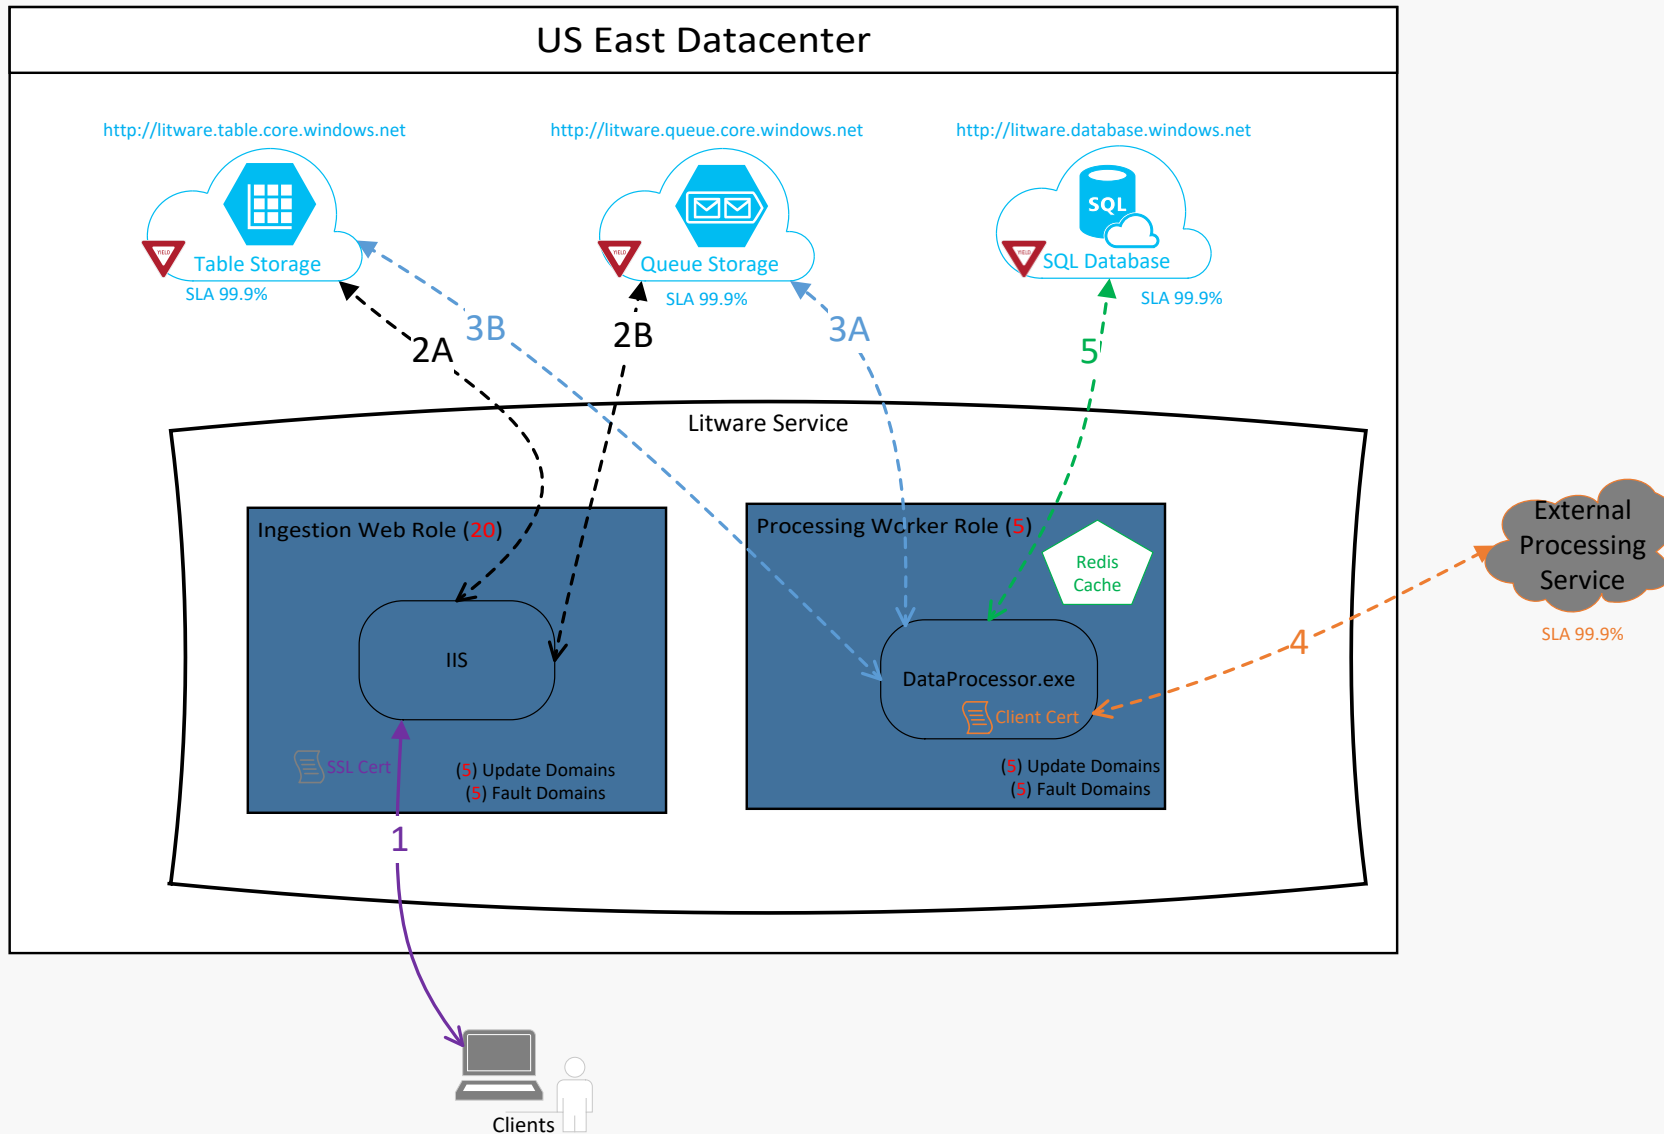 US East Datacenter
http://litware.table.core.windows.net
http://litware.queue.core.windows.net
http://litware.database.windows.net
SQL
YIELD
Table Storage
YIELD
Queue Storage
YIELD
SQL Database
SLA 99.9%
SLA 99.9%
SLA 99.9%
3B
2A
2B
3A
5
Litware Service
Ingestion Web Role (20)
Processing Worker Role (5)
Redis
Cache
External
Processing
Service
SLA 99.9%
4
IIS
DataProcessor.exe
Client Cert
SSL Cert
(5) Update Domains
(5) Fault Domains
(5) Update Domains
(5) Fault Domains
1
Clients